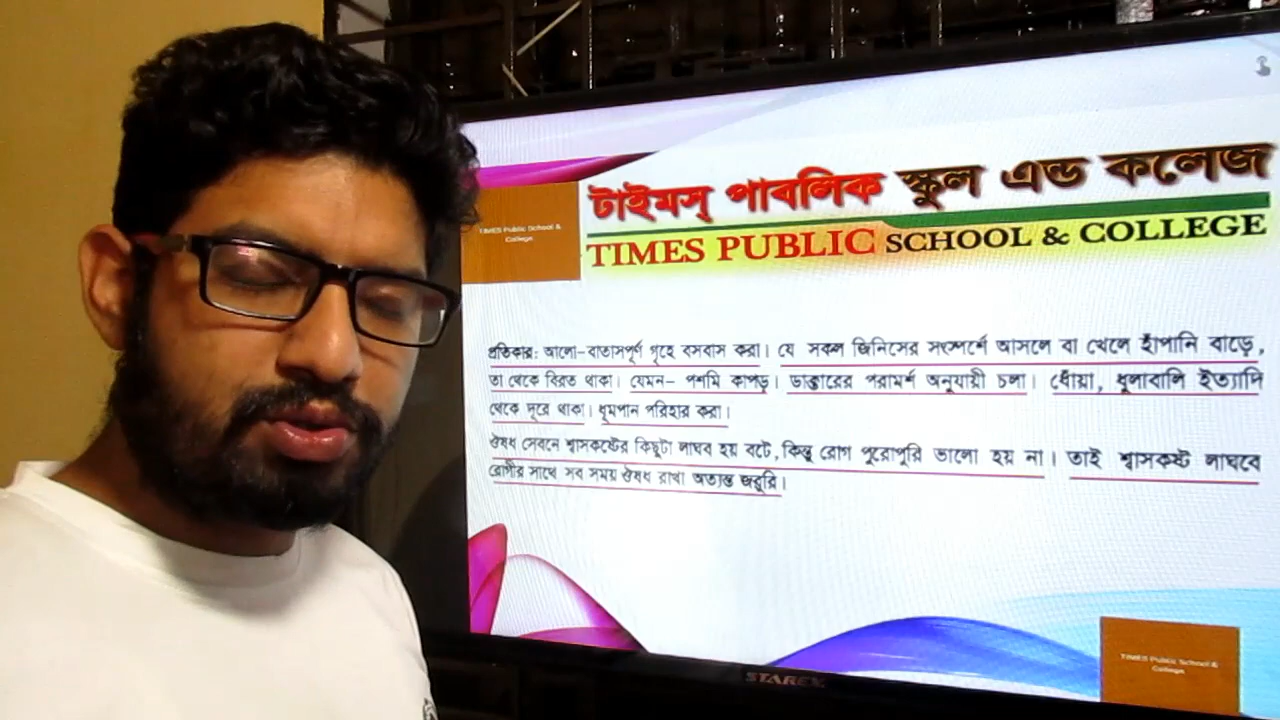 টাইমস্ পাবলিক স্কুল এন্ড কলেজ
TIMES PUBLIC SCHOOL & COLLEGE
TIMES Public School &
College
প্রতিকার: আলো-বাতাসপূর্ণ গৃহে বসবাস করা। যে সকল জিনিসের সংস্পর্শে আসলে বা খেলে হাঁপানি বাড়ে,
তা থেকে বিরত থাকা। যেমন- পশমি কাপড়। ডাক্তারের পরামর্শ অনুযায়ী চলা। ধোঁয়া, ধুলাবালি ইত্যাদি
থেকে দূরে থাকা। ধূমপান পরিহার করা।
ঔষধ সেবনে শ্বাসকষ্টের কিছুটা লাঘব হয় বটে, কিন্তু রোগ পুরোপুরি ভালো হয় না। তাই শ্বাসকষ্ট লাঘবে
রোগীর সাথে সব সময় ঔষধ রাখা অত্যন্ত জরুরি।
TIMES Public School &
College
STAREX